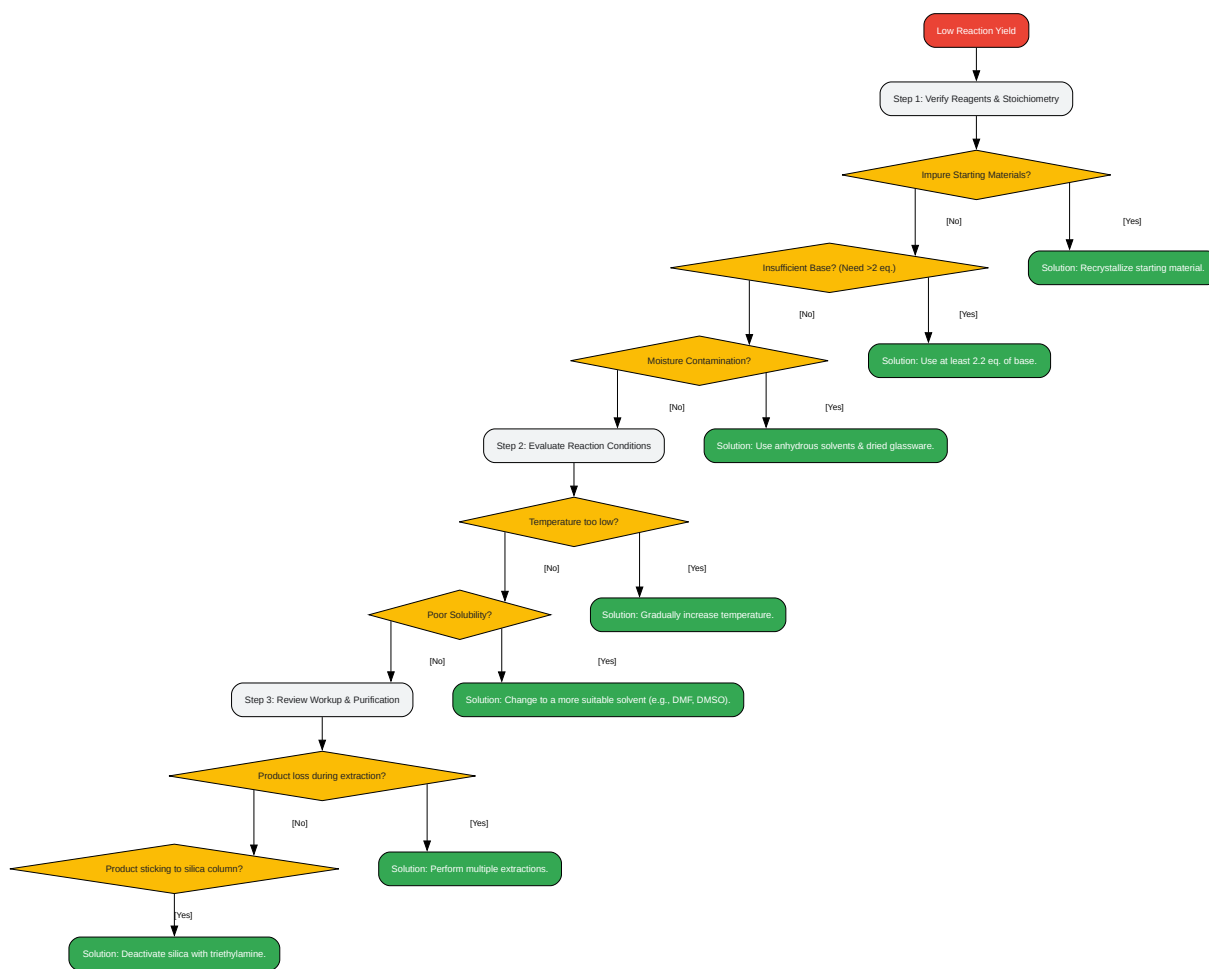 Low Reaction Yield
Step 1: Verify Reagents & Stoichiometry
Impure Starting Materials?
[No]
[Yes]
Insufficient Base? (Need >2 eq.)
Solution: Recrystallize starting material.
[No]
[Yes]
Moisture Contamination?
Solution: Use at least 2.2 eq. of base.
[No]
[Yes]
Step 2: Evaluate Reaction Conditions
Solution: Use anhydrous solvents & dried glassware.
Temperature too low?
[No]
[Yes]
Poor Solubility?
Solution: Gradually increase temperature.
[No]
[Yes]
Step 3: Review Workup & Purification
Solution: Change to a more suitable solvent (e.g., DMF, DMSO).
Product loss during extraction?
[No]
[Yes]
Product sticking to silica column?
Solution: Perform multiple extractions.
[Yes]
Solution: Deactivate silica with triethylamine.